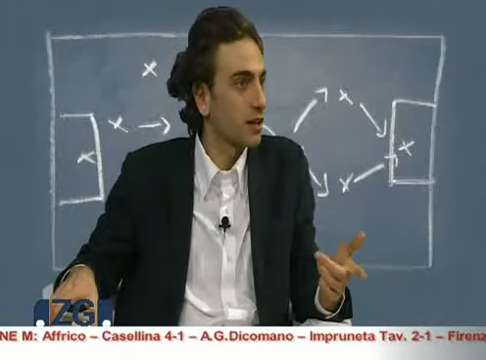 x
x
x
x
x
x
ZG
NE M: Affrico – Casellina 4-1 – A.G.Dicomano – Impruneta Tav. 2-1 – Firenz